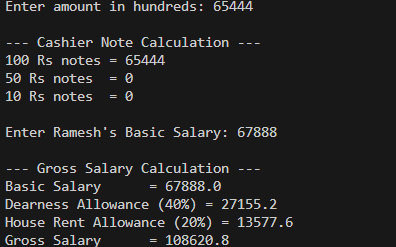 Enter amount in hundreds: 65444
--- Cashier Note Calculation ---
100 Rs notes = 65444
50 Rs notes  = 0
10 Rs notes  = 0
Enter Ramesh's Basic Salary: 67888
--- Gross Salary Calculation ---
Basic Salary      = 67888.0
Dearness Allowance (40%) = 27155.2
House Rent Allowance (20%) = 13577.6
Gross Salary      = 108620.8